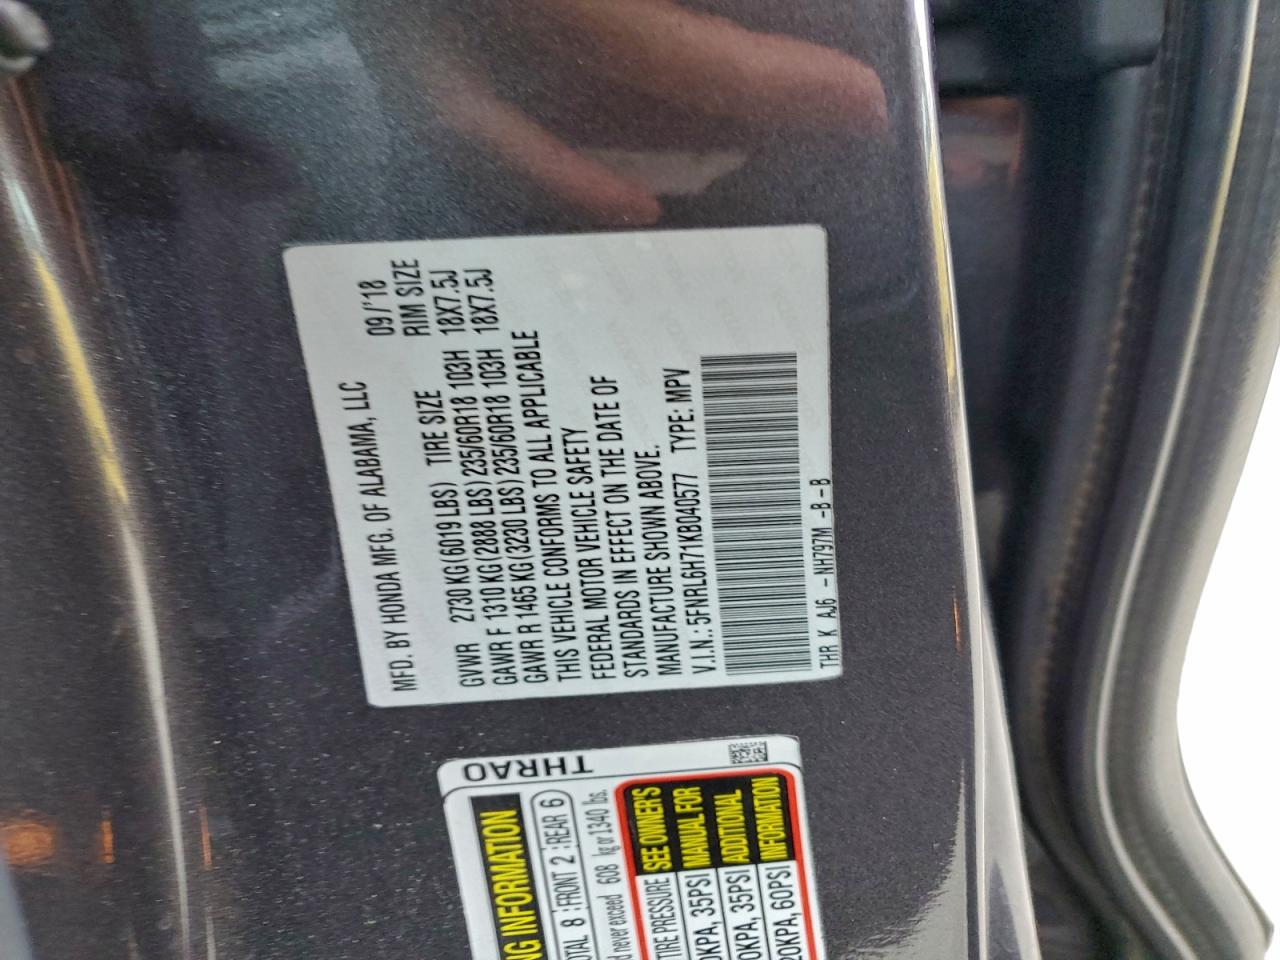 MFD. BY HONDA MFG. OF ALABAMA, LLC 09/'18
TIRE SIZE RIM SIZE
GVWR 2730 KG (6019 LBS)
GAWR F 1310 KG (2888 LBS) 235/60R18 103H 18X7.5J
GAWR R 1465 KG (3230 LBS) 235/60R18 103H 18X7.5J
THIS VEHICLE CONFORMS TO ALL APPLICABLE
FEDERAL MOTOR VEHICLE SAFETY
STANDARDS IN EFFECT ON THE DATE OF
MANUFACTURE SHOWN ABOVE.
V.I.N.: 5FNRL6H71KB040577 TYPE: MPV
THR K AJ6 -NH797M -B-B
THRA0
INFORMATION
8 FRONT 2 REAR 6
never exceed 608 kg or 1340 lbs.
TIRE PRESSURE
KPA, 35PSI
KPA, 35PSI
KPA, 60PSI
SEE OWNER'S
MANUAL FOR
ADDITIONAL
INFORMATION